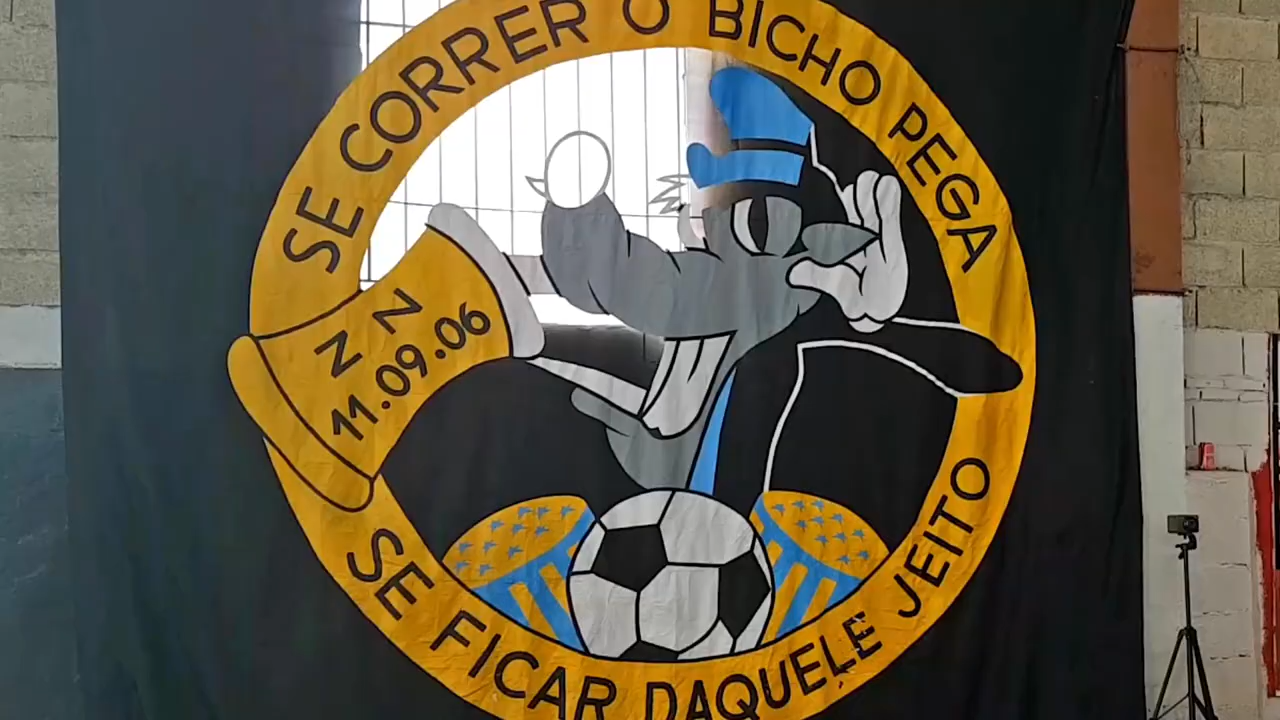 SE CORRER O BICHO PEGA
N N
11.09.06
SE FICAR DAQUELE JEITO